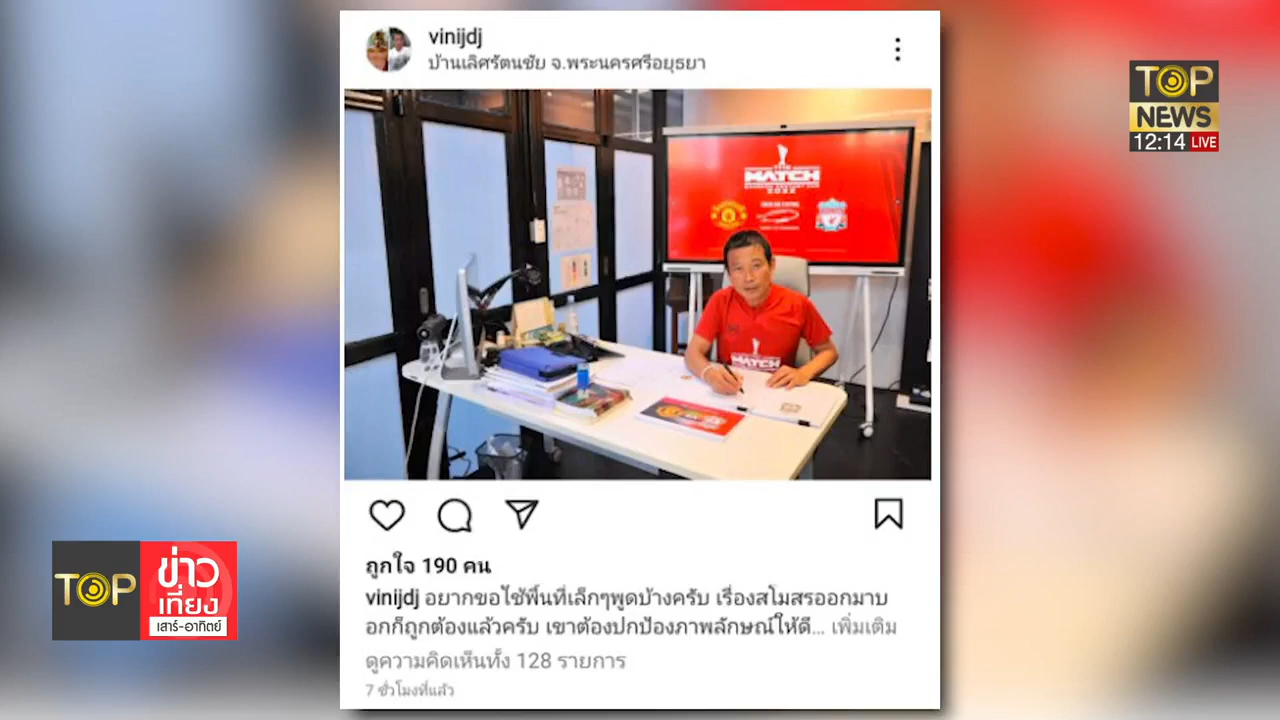 vinijdj
บ้านเลิศรัตนชัย จ.พระนครศรีอยุธยา
TOP
NEWS
12:14 LIVE
THE
MATCH
MATCH
TOP
ข่าว
เที่ยง
เสาร์-อาทิตย์
ถูกใจ 190 คน
vinijdj อยากขอใช้พื้นที่เล็กๆพูดบ้างครับ เรื่องสโมสรออกมาบ
อกก็ถูกต้องแล้วครับ เขาต้องปกป้องภาพลักษณ์ให้ดี... เพิ่มเติม
ดูความคิดเห็นทั้ง 128 รายการ
7 ชั่วโมงที่แล้ว